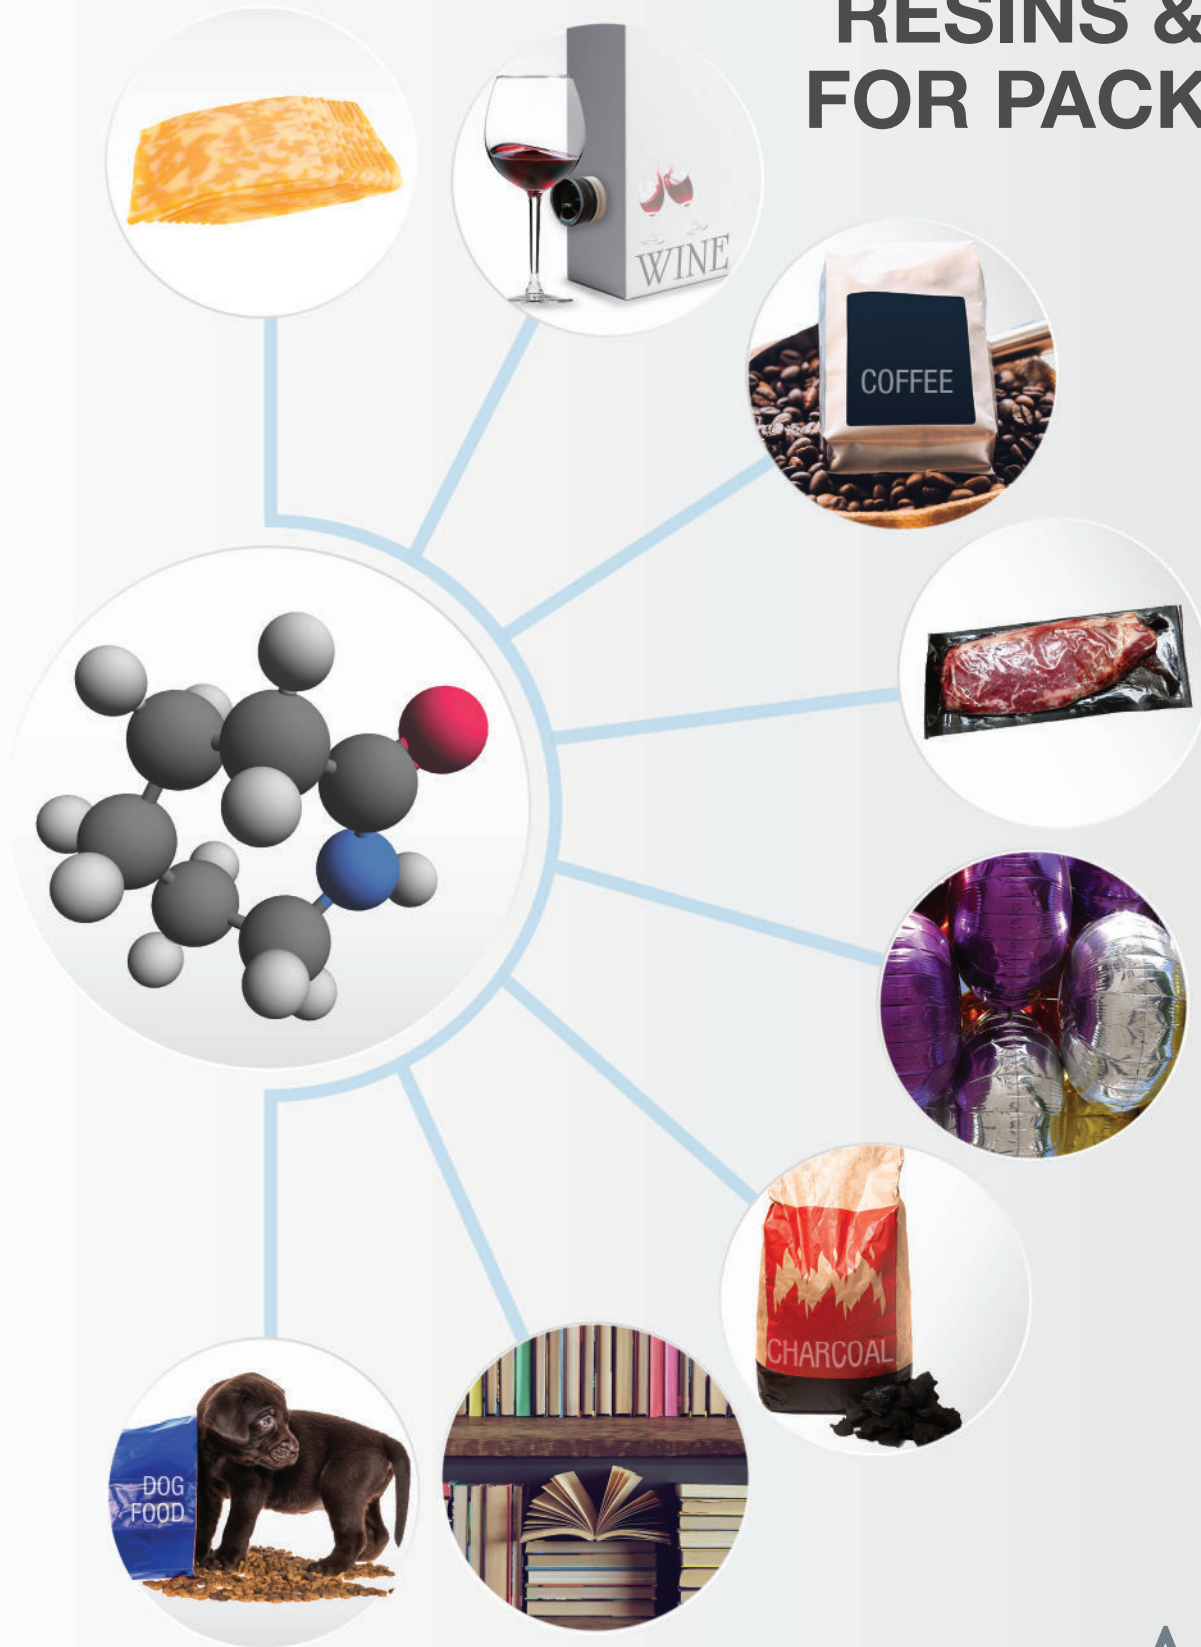 RESINS &
FOR PACK
WINE
COFFEE
CHARCOAL
DOG
FOOD